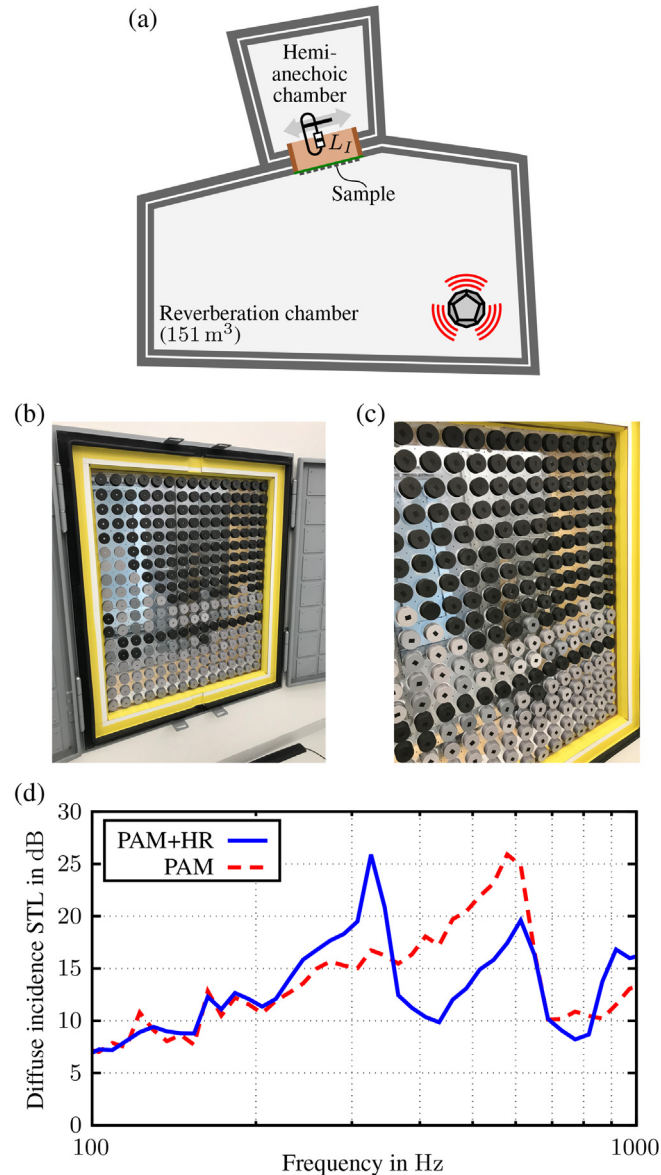 (a)
Hemi-
anechoic
chamber
L_I
Sample
Reverberation chamber
(151 m³)
(b)
(c)
(d)
30
25
20
15
10
5
0
Diffuse incidence STL in dB
PAM+HR
PAM
100
1000
Frequency in Hz